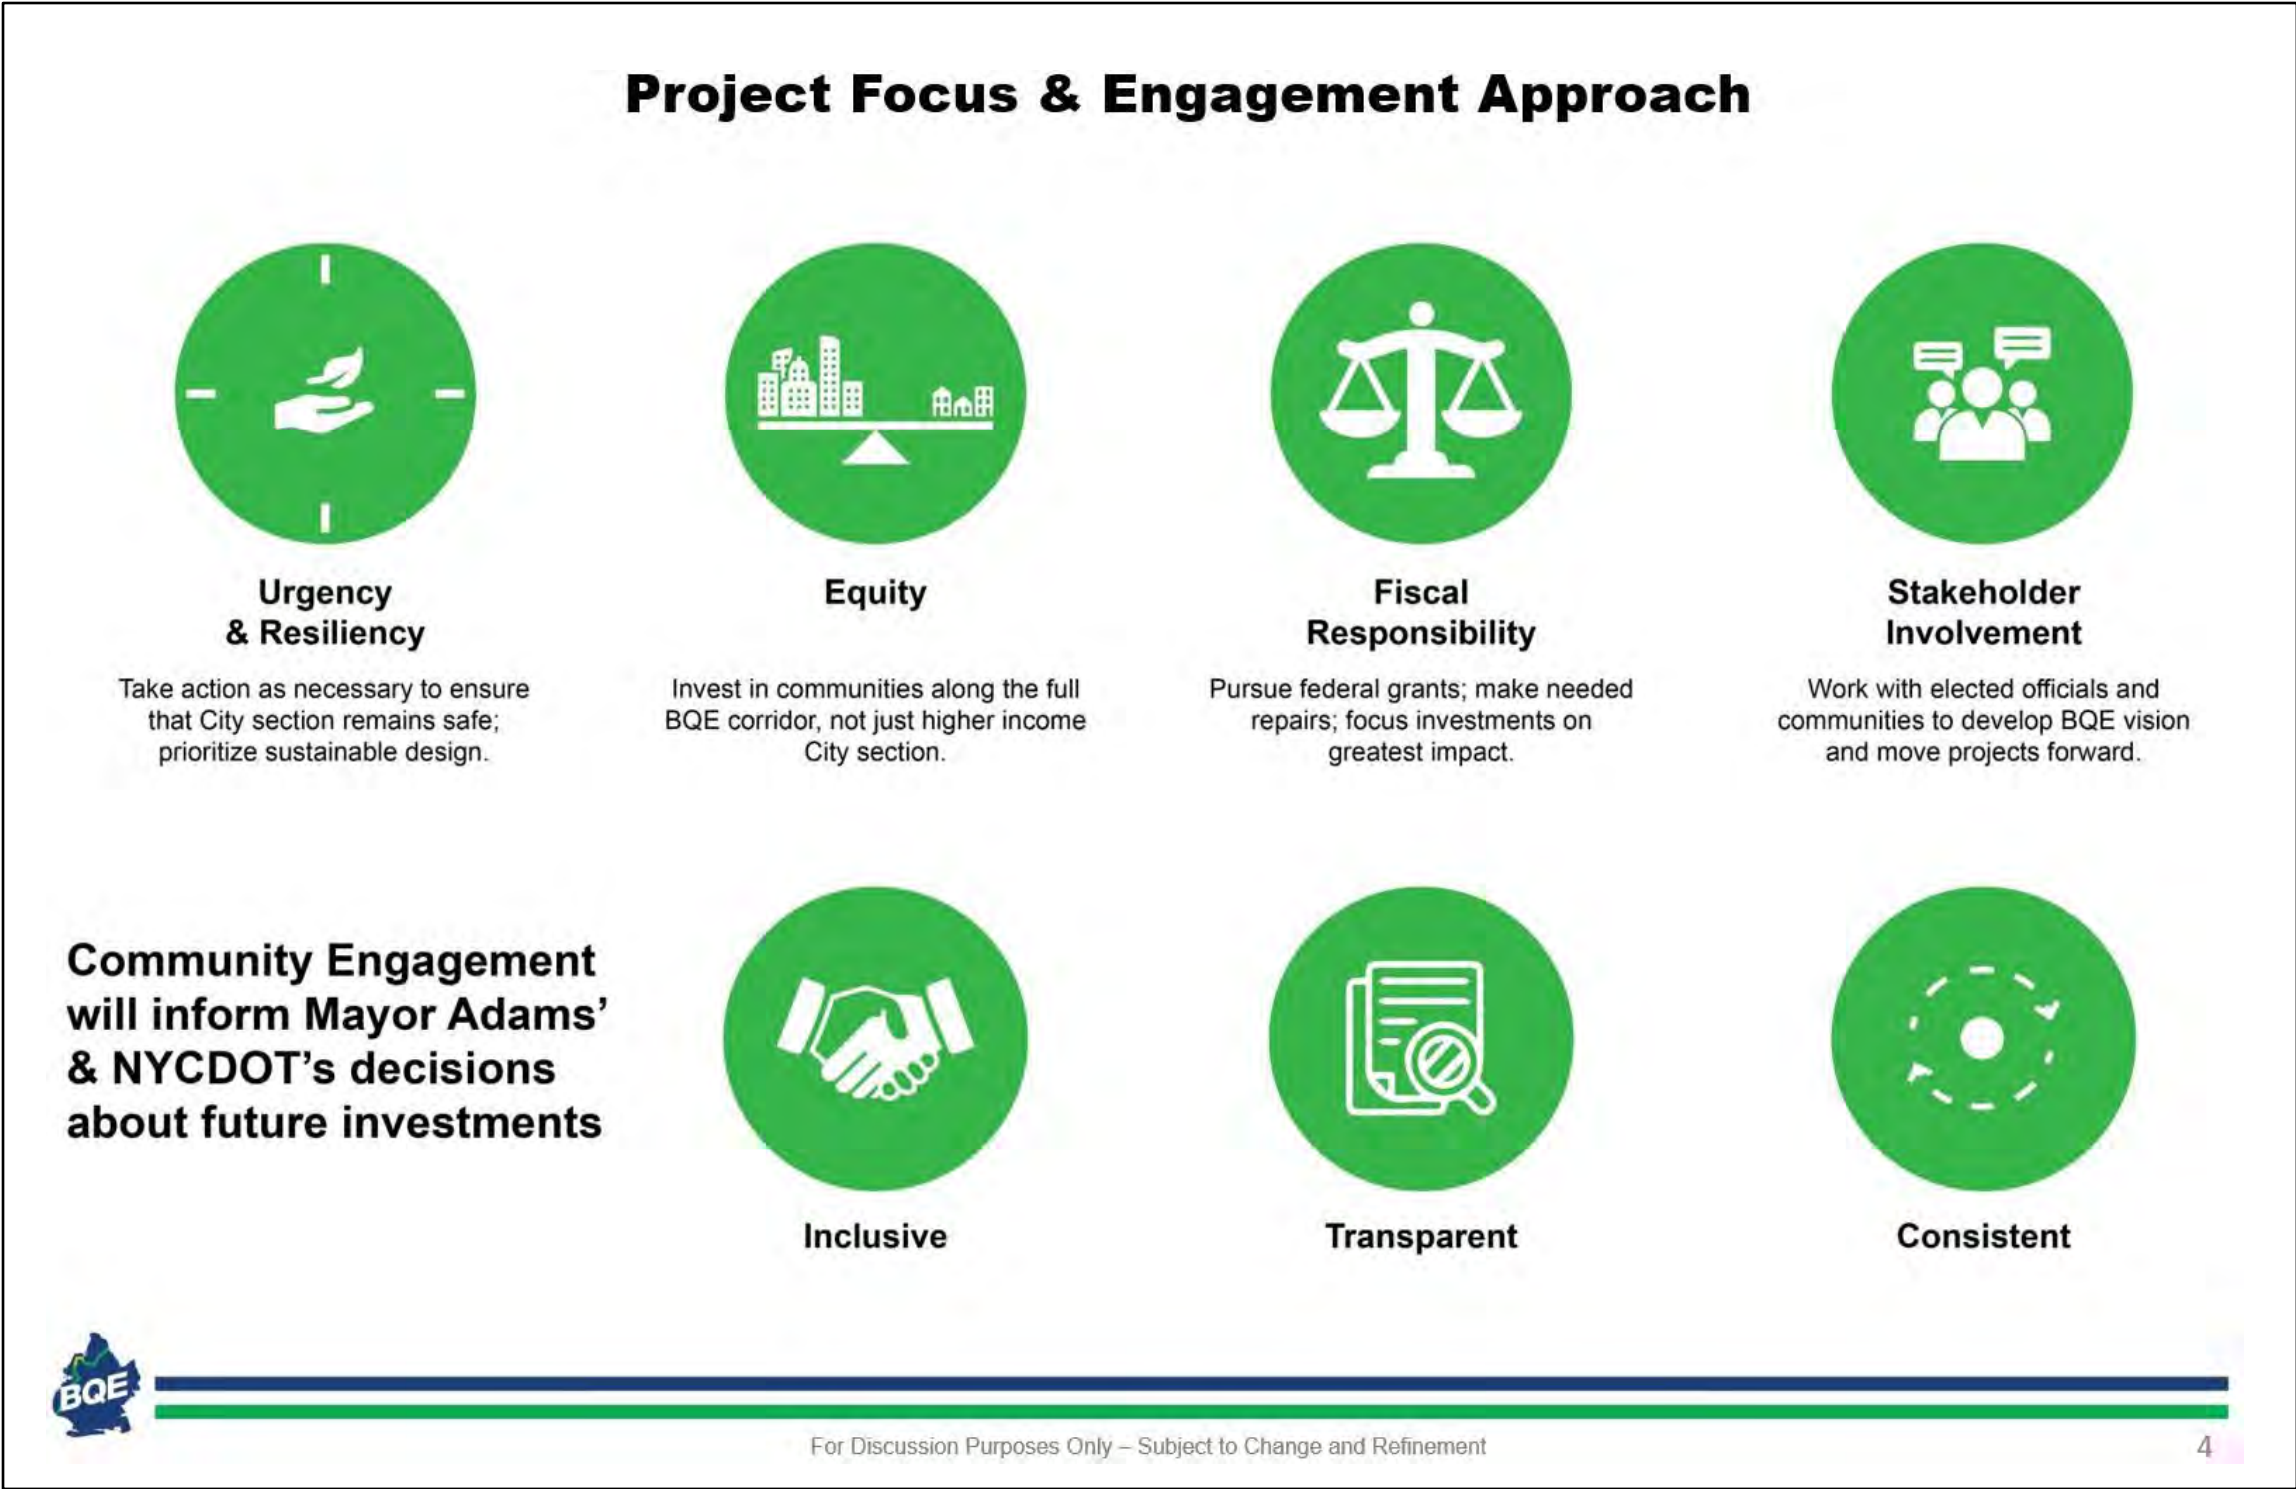 Project Focus & Engagement Approach
Urgency
& Resiliency
Take action as necessary to ensure
that City section remains safe;
prioritize sustainable design.
Equity
Invest in communities along the full
BQE corridor, not just higher income
City section.
Fiscal
Responsibility
Pursue federal grants; make needed
repairs; focus investments on
greatest impact.
Stakeholder
Involvement
Work with elected officials and
communities to develop BQE vision
and move projects forward.
Community Engagement
will inform Mayor Adams’
& NYCDOT’s decisions
about future investments
Inclusive
Transparent
Consistent
BQE
For Discussion Purposes Only – Subject to Change and Refinement
4